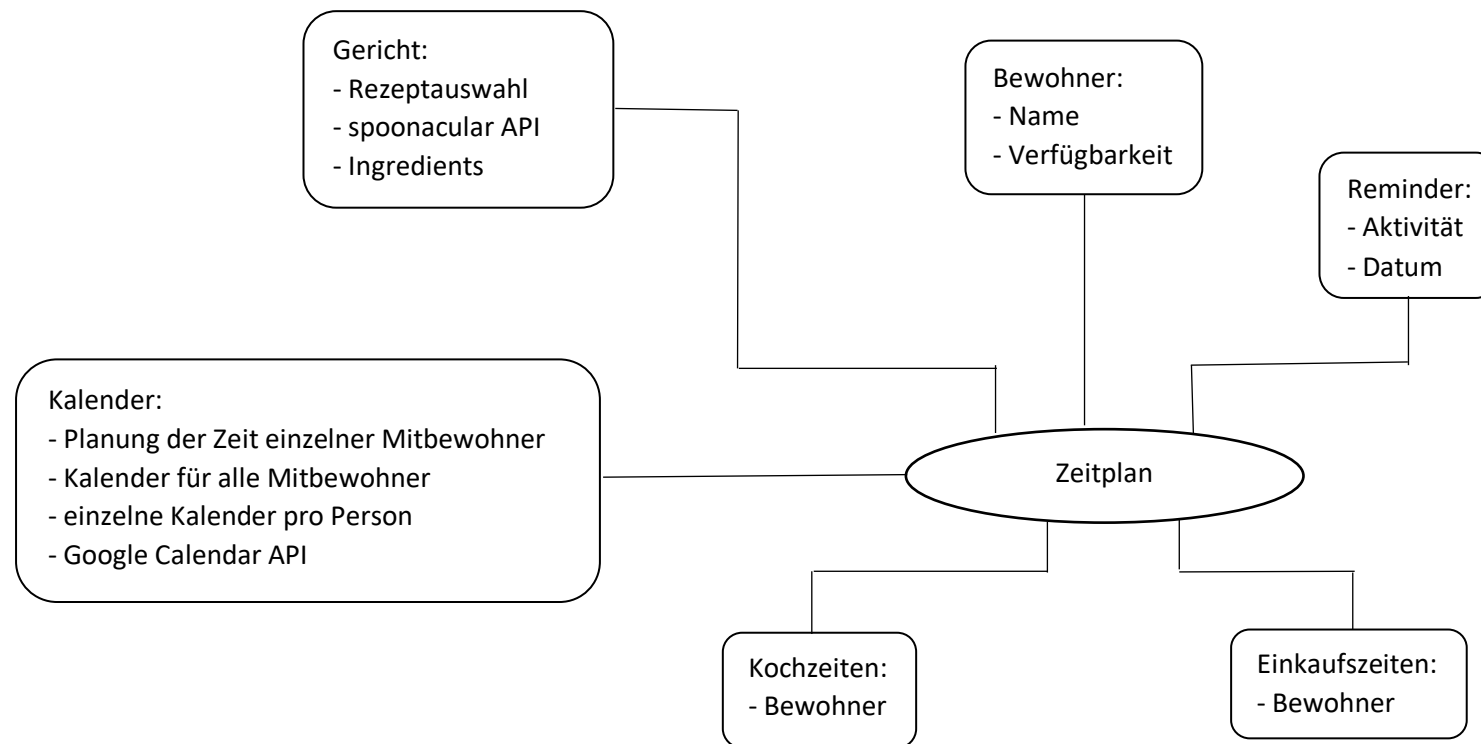 Gericht:
- Rezeptauswahl
- spoonacular API
- Ingredients
Bewohner:
- Name
- Verfügbarkeit
Reminder:
- Aktivität
- Datum
Kalender:
- Planung der Zeit einzelner Mitbewohner
- Kalender für alle Mitbewohner
- einzelne Kalender pro Person
- Google Calendar API
Zeitplan
Kochzeiten:
- Bewohner
Einkaufszeiten:
- Bewohner